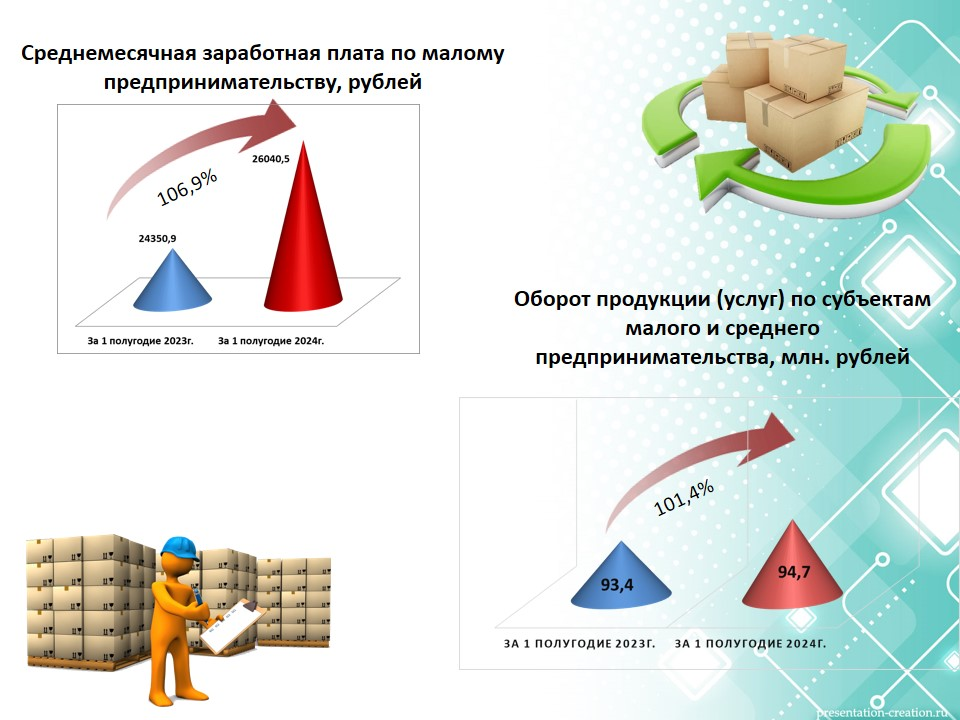 Среднемесячная заработная плата по малому
предпринимательству, рублей
106,9%
26040,5
24350,9
За 1 полугодие 2023г.
За 1 полугодие 2024г.
Оборот продукции (услуг) по субъектам
малого и среднего
предпринимательства, млн. рублей
101,4%
93,4
94,7
ЗА 1 ПОЛУГОДИЕ 2023Г.
ЗА 1 ПОЛУГОДИЕ 2024Г.
presentation-creation.ru